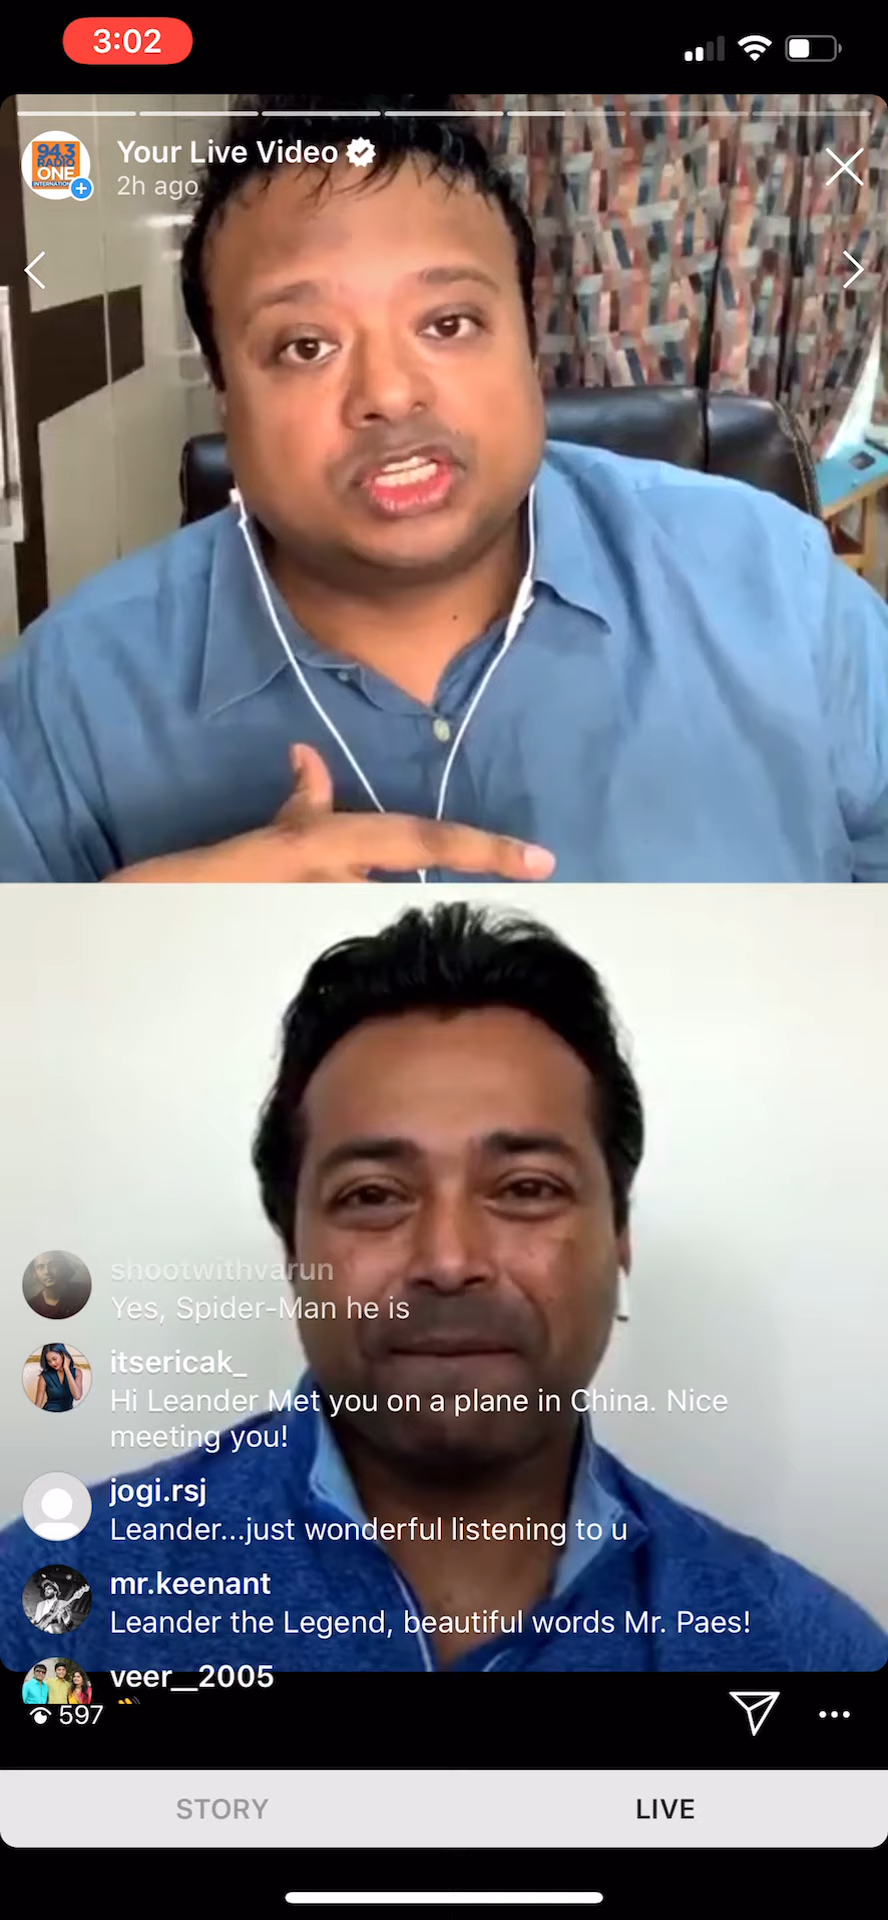 3:02
94.3
RADIO
ONE
INTERNATIONAL
Your Live Video
2h ago
shootwithvarun
Yes, Spider-Man he is
itsericak_
Hi Leander Met you on a plane in China. Nice
meeting you!
jogi.rsj
Leander...just wonderful listening to u
mr.keenant
Leander the Legend, beautiful words Mr. Paes!
veer__2005
597
STORY
LIVE